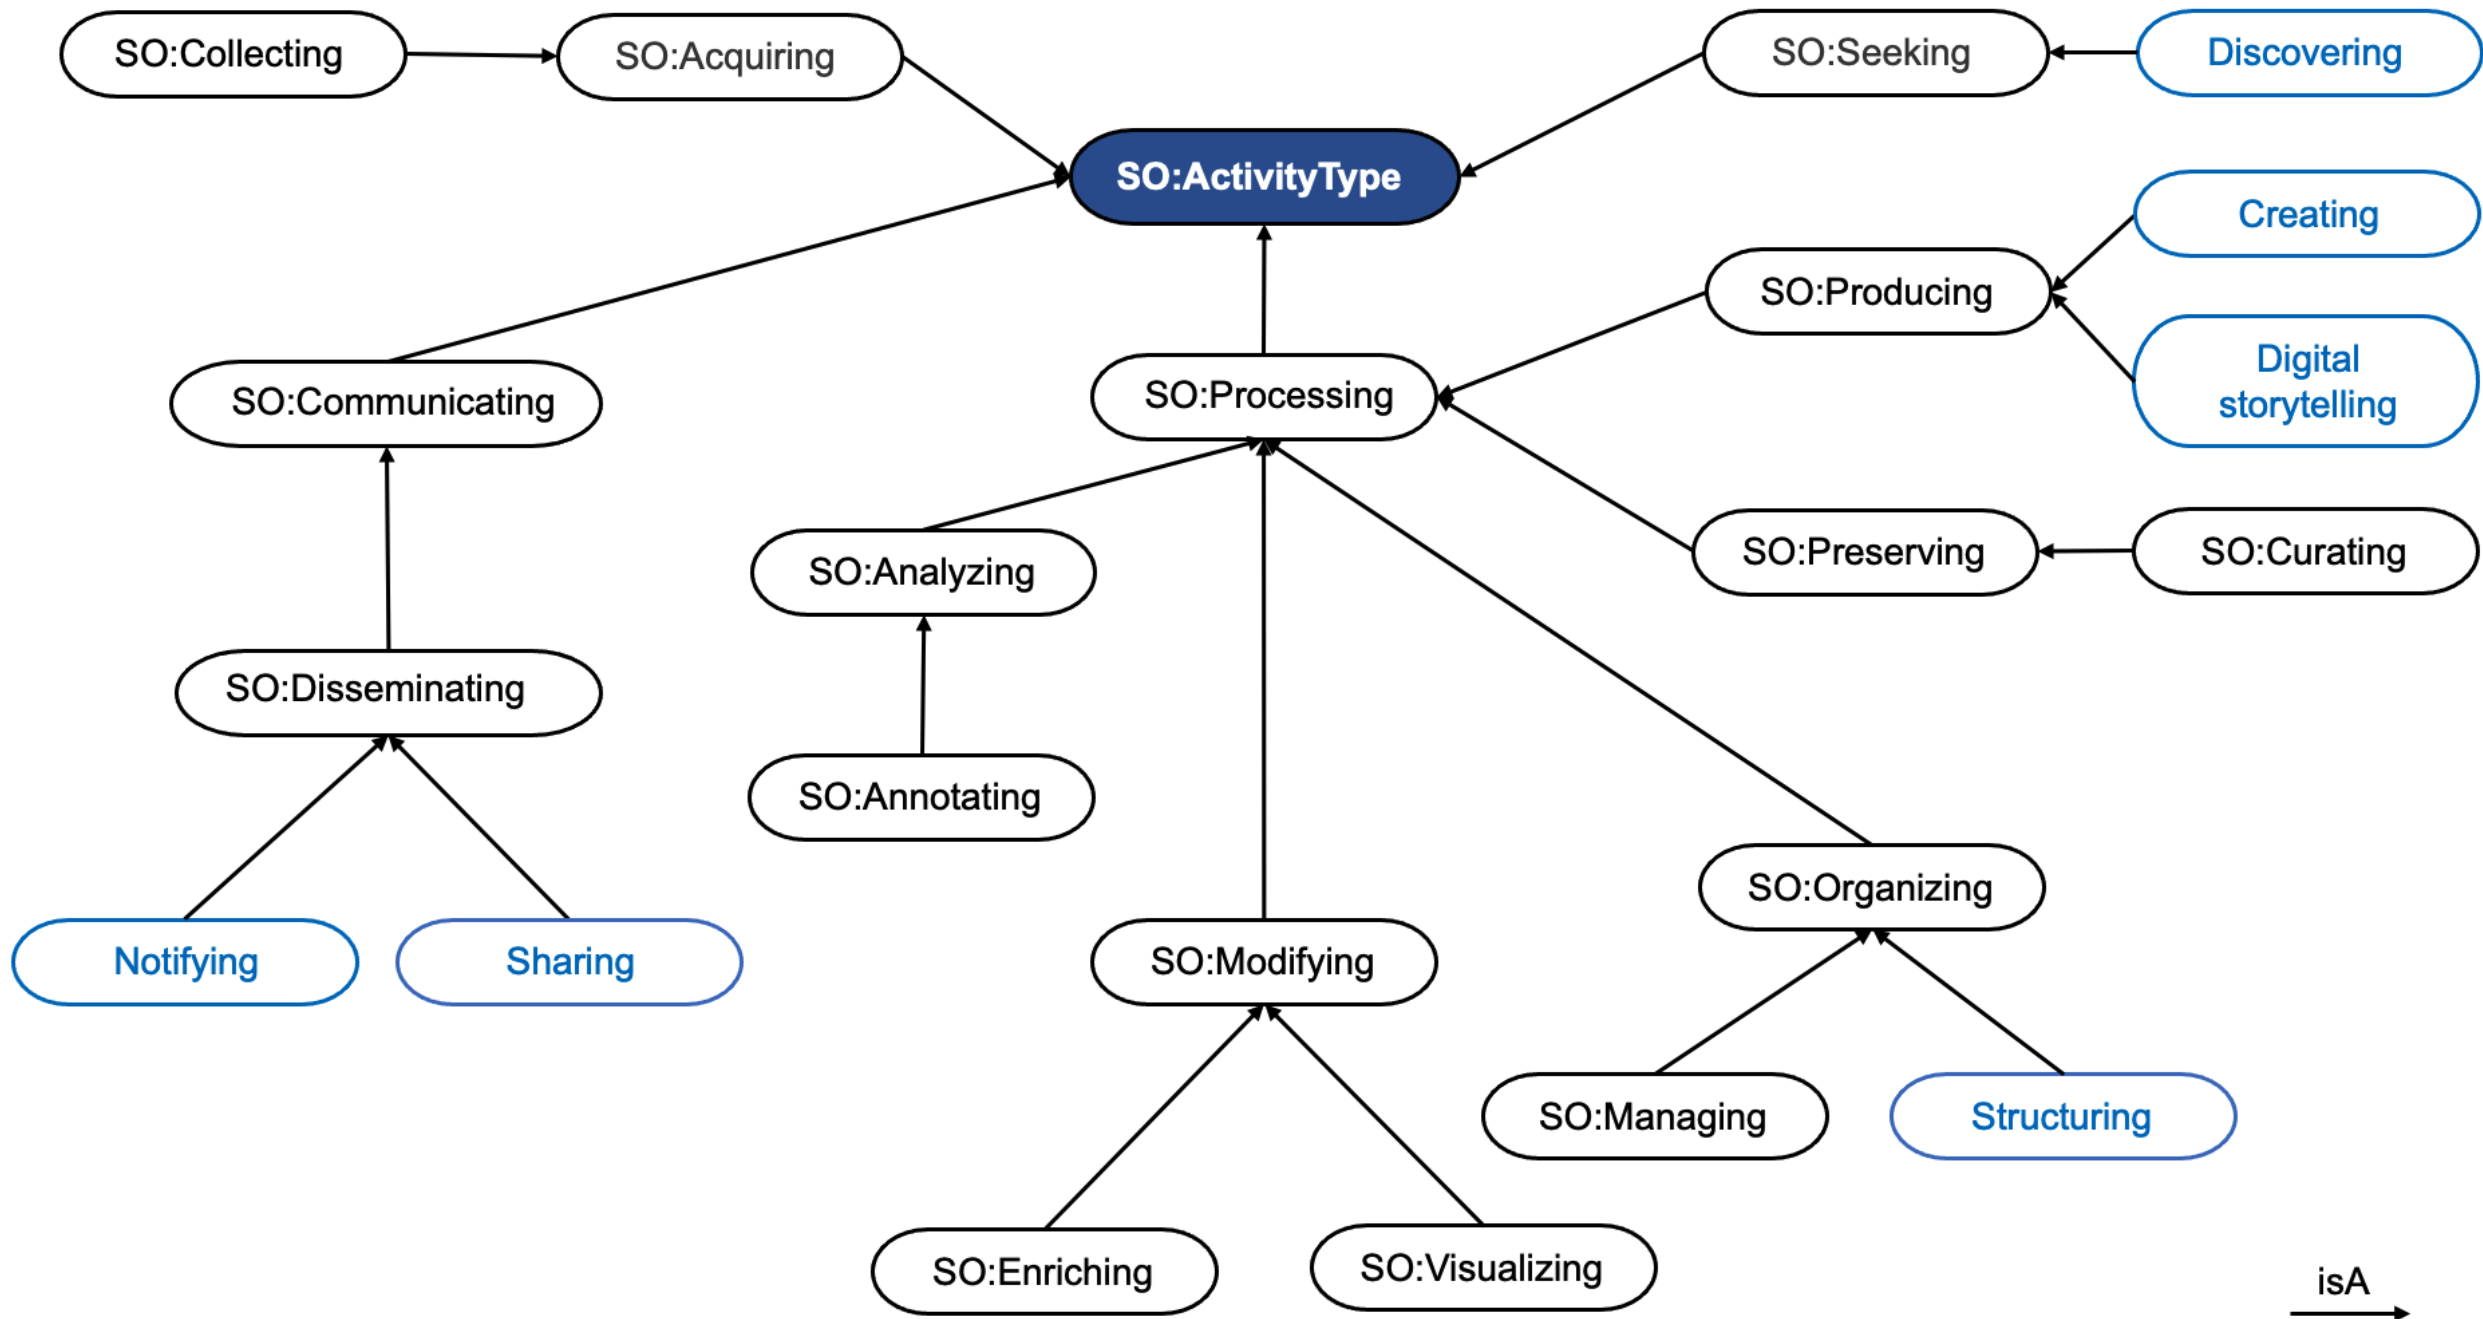 SO:Collecting
SO:Acquiring
SO:Seeking
Discovering
SO:ActivityType
Creating
SO:Producing
Digital
storytelling
SO:Communicating
SO:Processing
SO:Analyzing
SO:Preserving
SO:Curating
SO:Disseminating
SO:Annotating
SO:Organizing
Notifying
Sharing
SO:Modifying
SO:Managing
Structuring
SO:Enriching
SO:Visualizing
isA